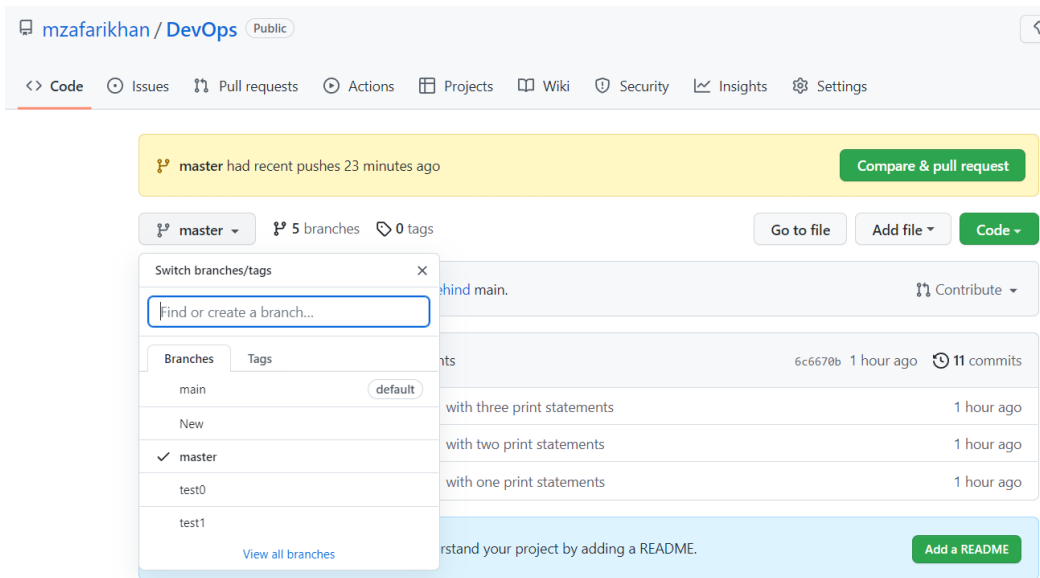 mzafarikhan / DevOps Public
Code Issues Pull requests Actions Projects Wiki Security Insights Settings
master had recent pushes 23 minutes ago Compare & pull request
master 5 branches 0 tags Go to file Add file Code
Switch branches/tags
main. Contribute
Find or create a branch...
Branches Tags
6c6670b 1 hour ago 11 commits
main default
with three print statements 1 hour ago
New
with two print statements 1 hour ago
master
with one print statements 1 hour ago
test0
test1
your project by adding a README. Add a README
View all branches